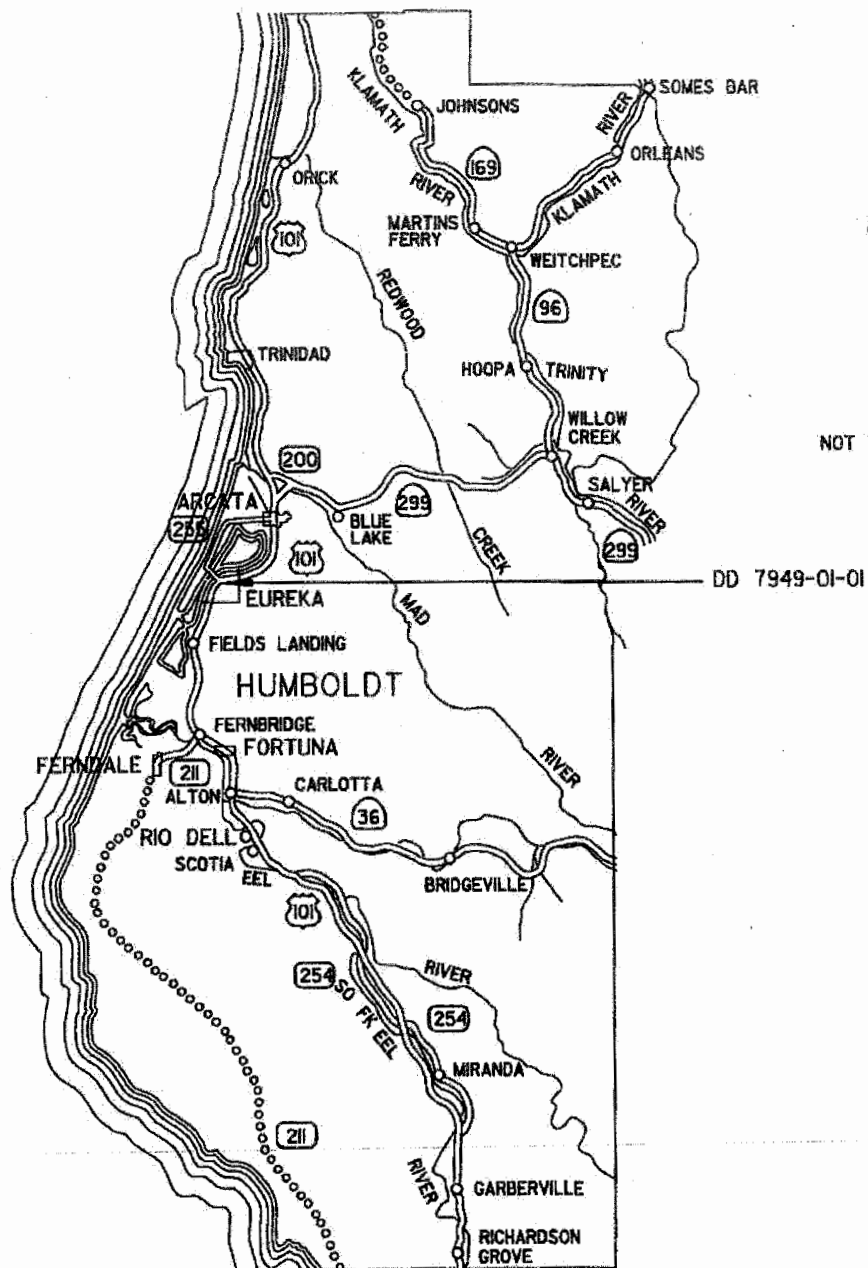 SOMES BAR
KLAMATH
JOHNSONS
RIVER
ORLEANS
ORICK
169
RIVER
KLAMATH
MARTINS
FERRY
101
WEITCHPEC
REDWOOD
96
TRINIDAD
HOOPA
TRINITY
WILLOW
CREEK
NOT
200
ARCATA
SALYER
RIVER
255
BLUE
LAKE
299
101
CREEK
299
DD 7949-01-01
EUREKA
MAD
FIELDS LANDING
HUMBOLDT
FERNBRIDGE
FORTUNA
RIVER
FERNDALE
211
ALTON
CARLOTTA
36
RIO DELL
SCOTIA
EEL
BRIDGEVILLE
101
254
SO FK EEL
RIVER
254
MIRANDA
211
RIVER
GARBERVILLE
RICHARDSON
GROVE